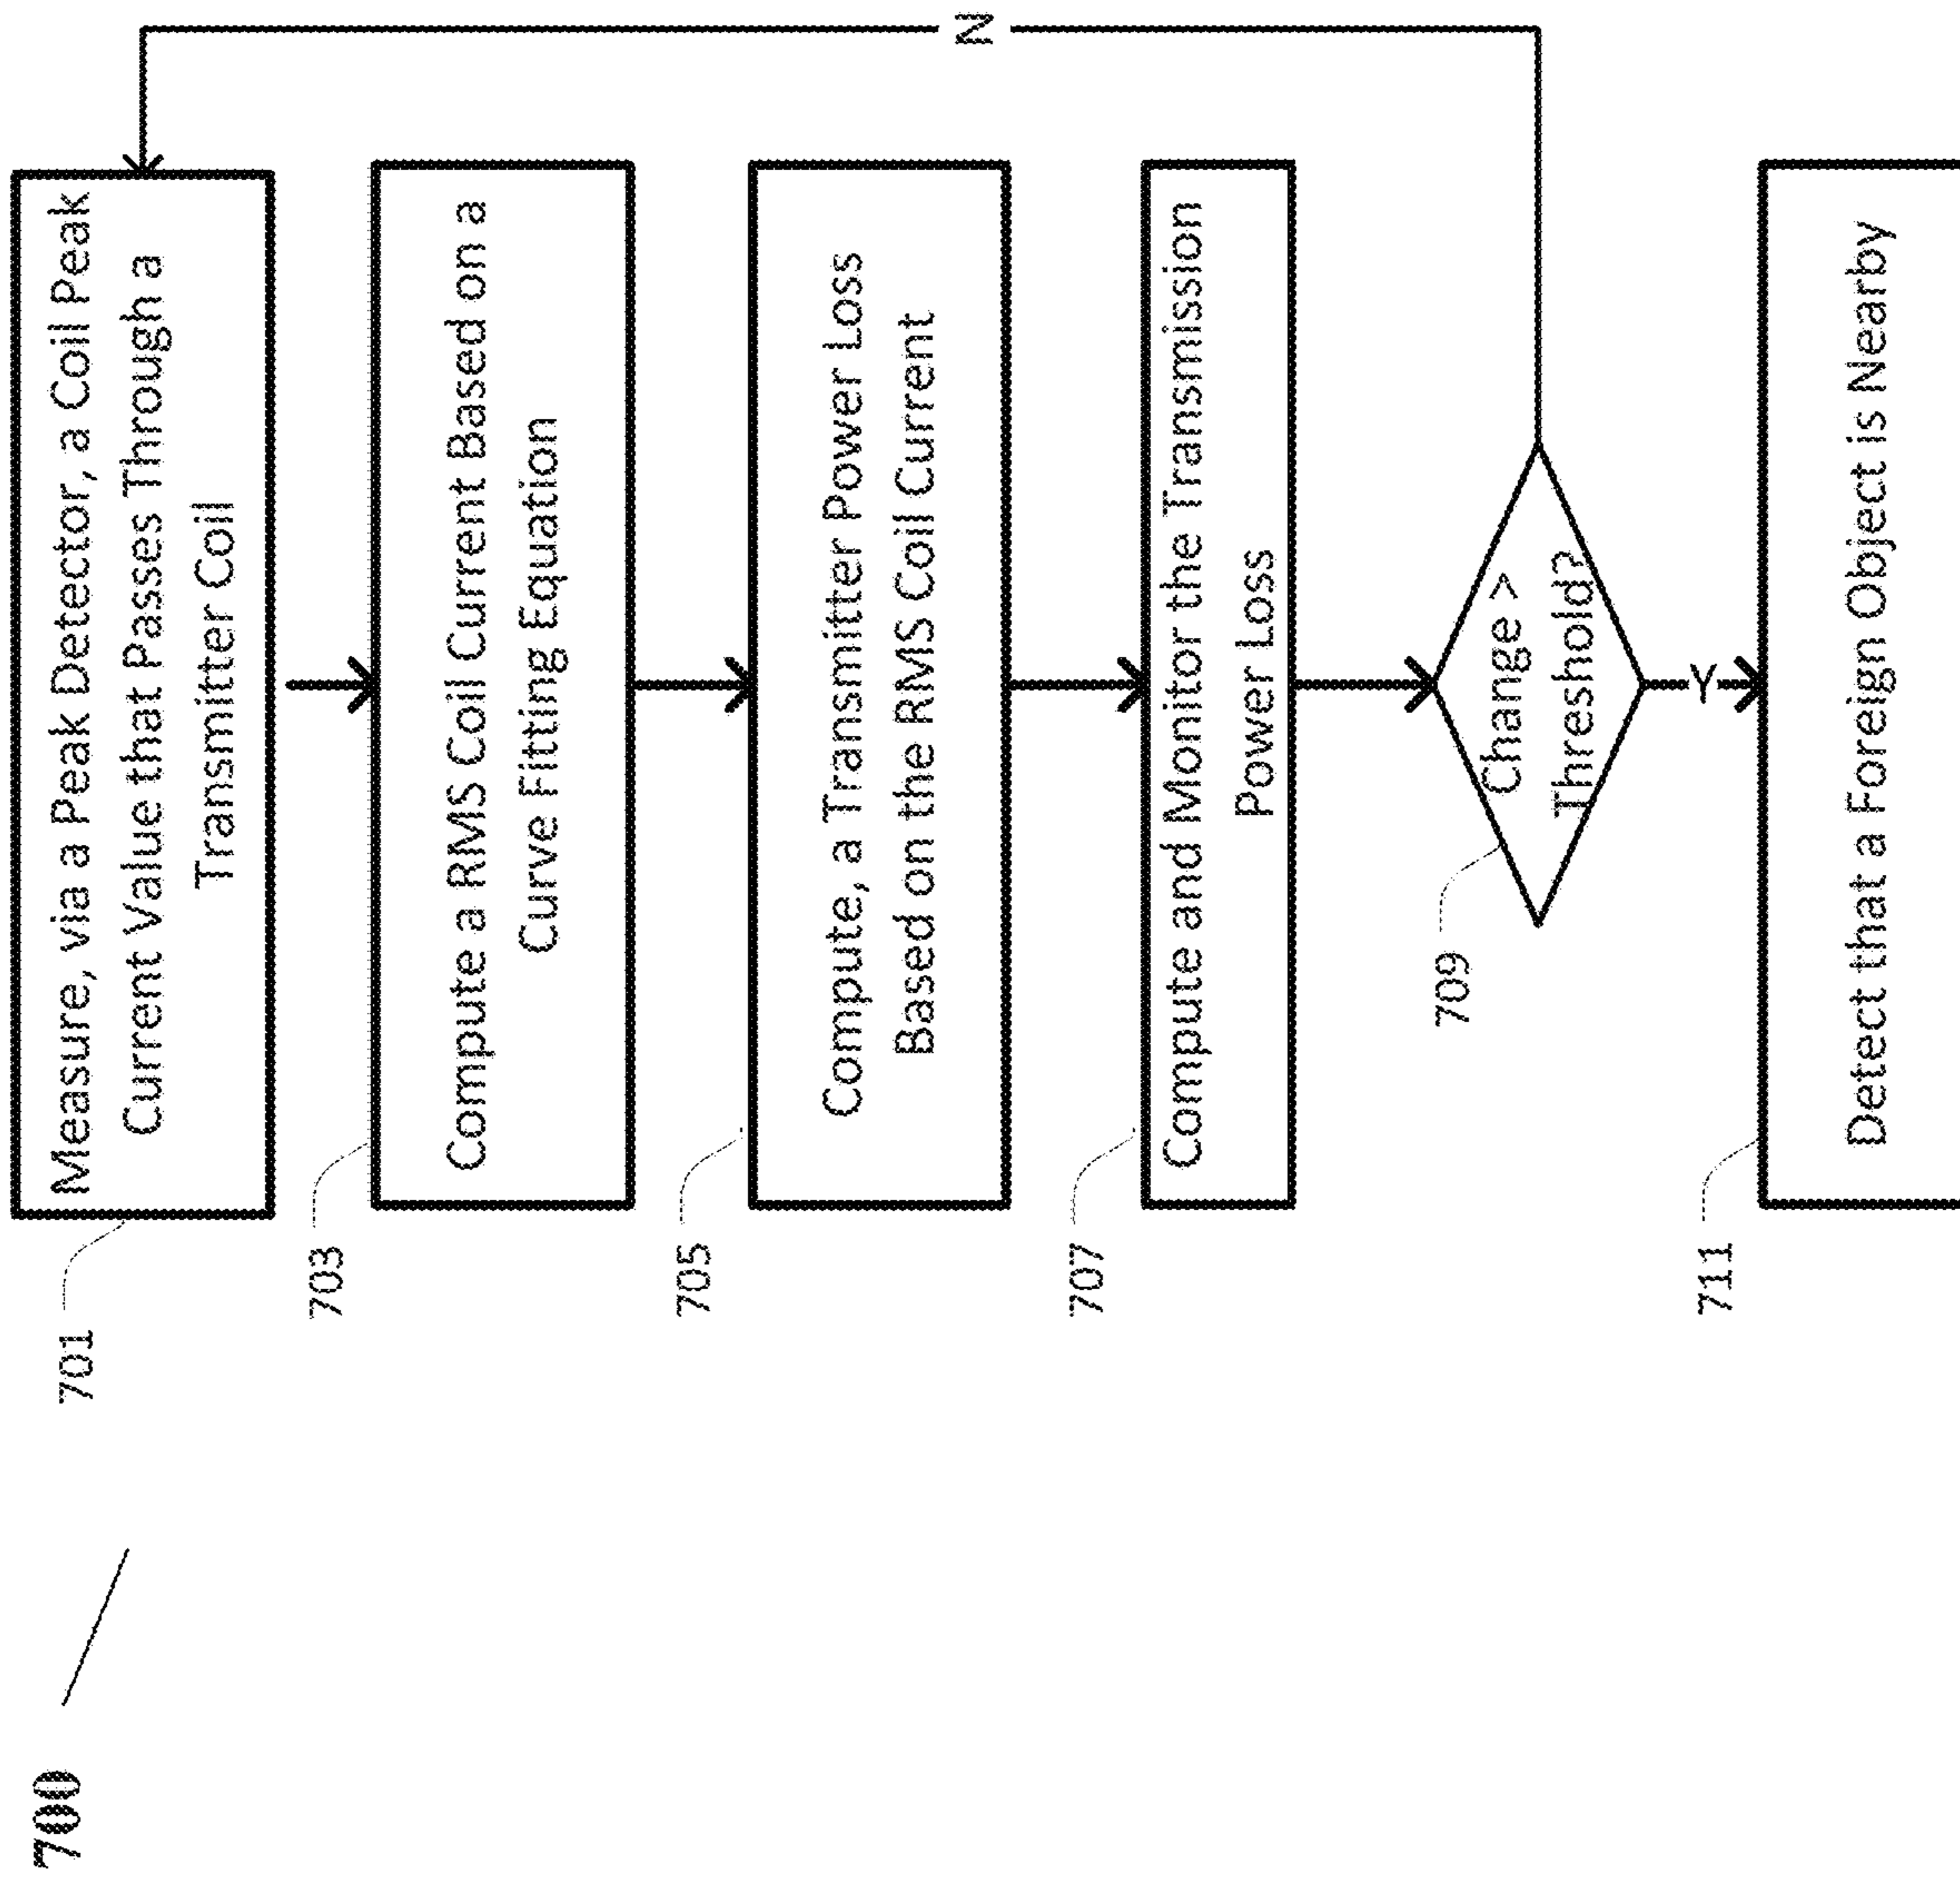 700
701
Measure, via a Peak Detector, a Coil Peak
Current Value that Passes Through a
Transmitter Coil
703
Compute a RMS Coil Current Based on a
Curve Fitting Equation
705
Compute, a Transmitter Power Loss
Based on the RMS Coil Current
707
Compute and Monitor the Transmission
Power Loss
709
Change >
Threshold?
N
Y
711
Detect that a Foreign Object is Nearby